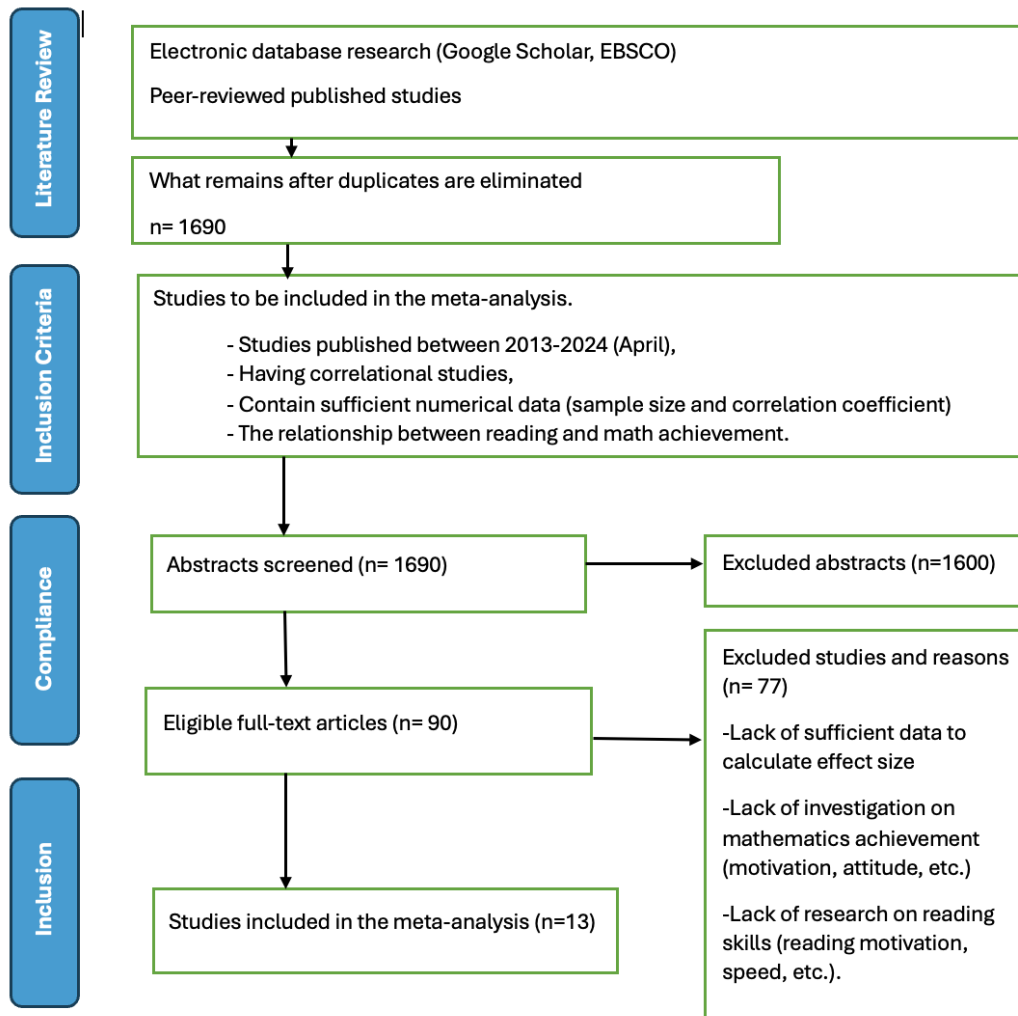 Literature Review
Electronic database research (Google Scholar, EBSCO)
Peer-reviewed published studies
What remains after duplicates are eliminated
n= 1690
Inclusion Criteria
Studies to be included in the meta-analysis.
- Studies published between 2013-2024 (April),
- Having correlational studies,
- Contain sufficient numerical data (sample size and correlation coefficient)
- The relationship between reading and math achievement.
Compliance
Abstracts screened (n= 1690)
Excluded abstracts (n=1600)
Eligible full-text articles (n= 90)
Excluded studies and reasons
(n= 77)
-Lack of sufficient data to
calculate effect size
-Lack of investigation on
mathematics achievement
(motivation, attitude, etc.)
-Lack of research on reading
skills (reading motivation,
speed, etc.).
Inclusion
Studies included in the meta-analysis (n=13)